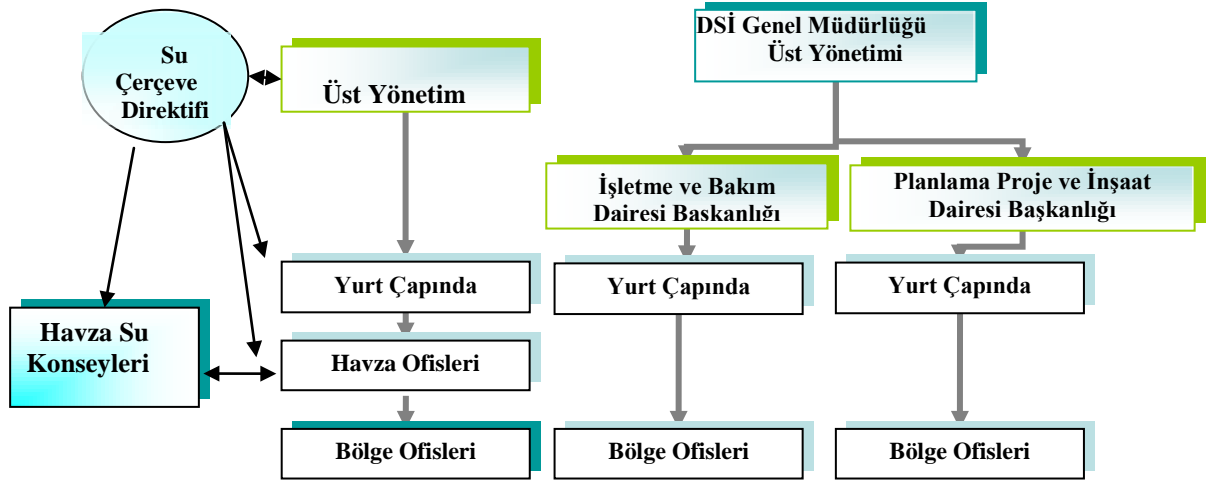 Su
Çerçeve
Direktifi
Üst Yönetim
DSİ Genel Müdürlüğü
Üst Yönetimi
İşletme ve Bakım
Dairesi Baskanlığı
Planlama Proje ve İnşaat
Dairesi Başkanlığı
Yurt Çapında
Yurt Çapında
Yurt Çapında
Havza Su
Konseyleri
Havza Ofisleri
Bölge Ofisleri
Bölge Ofisleri
Bölge Ofisleri